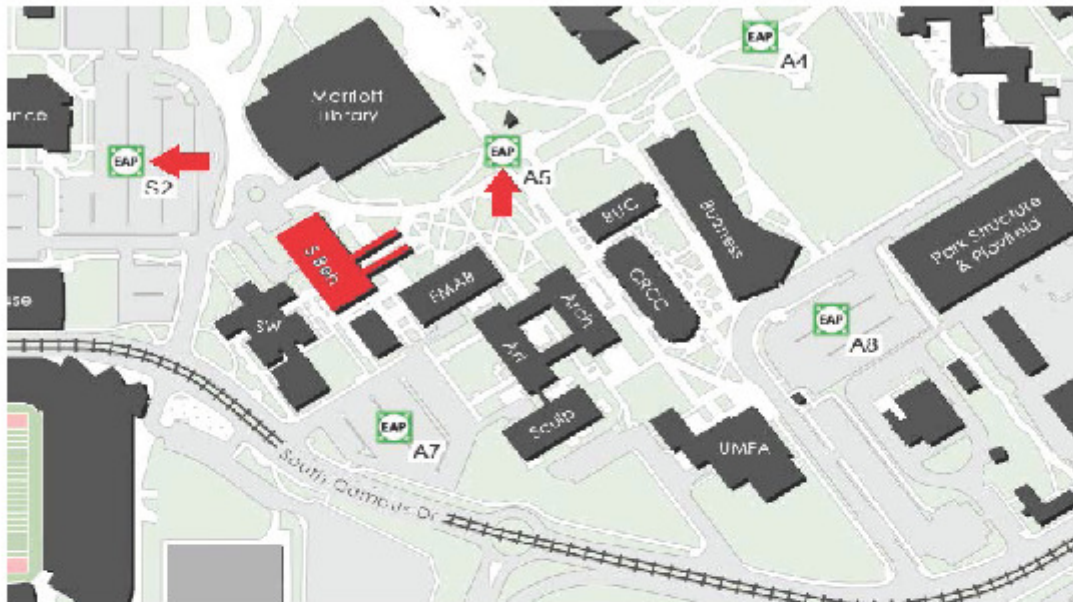 EAP
A4
Marriott
Library
ance
EAP
S2
EAP
A5
BUC
Business
Park Structure
& Playfield
S Beh
FMAB
CRCC
Arch
Art
SW
use
EAP
A8
EAP
A7
Sculp
UMFA
South Campus Dr